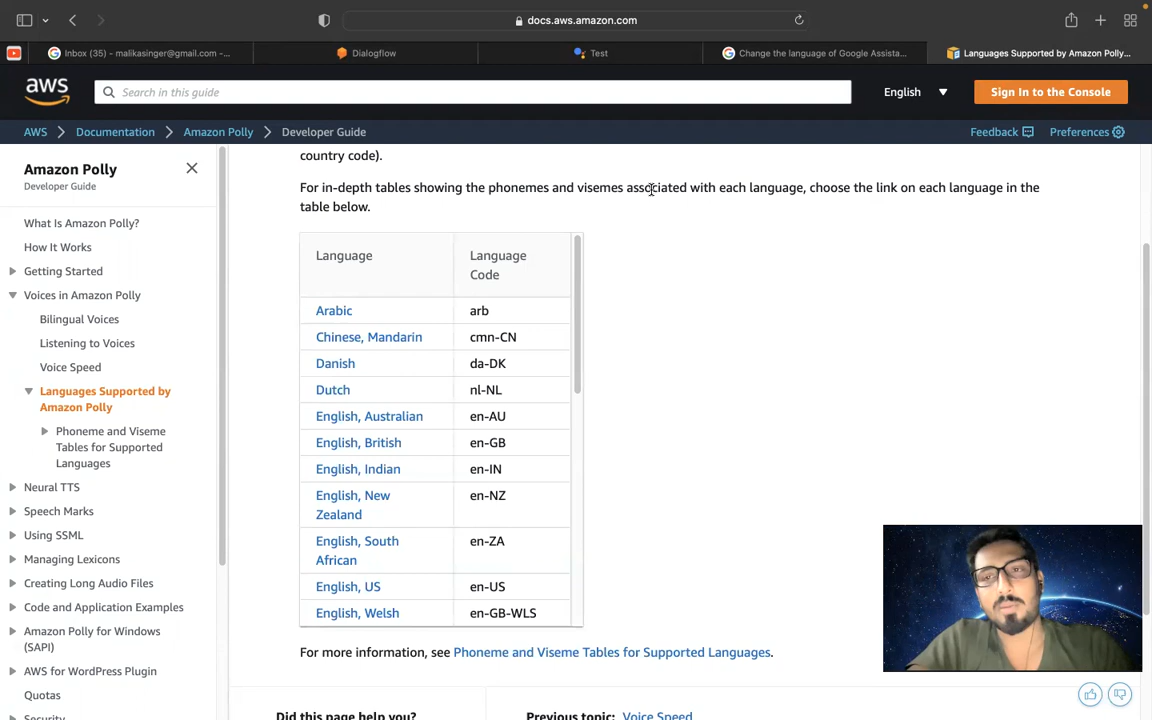 docs.aws.amazon.com
Inbox (35) - malikasinger@gmail.com -...
Dialogflow
Test
Change the language of Google Assista...
Languages Supported by Amazon Polly...
aws
Search in this guide
English
Sign In to the Console
AWS
Documentation
Amazon Polly
Developer Guide
Feedback
Preferences
Amazon Polly
Developer Guide
What Is Amazon Polly?
How It Works
Getting Started
Voices in Amazon Polly
Bilingual Voices
Listening to Voices
Voice Speed
Languages Supported by
Amazon Polly
Phoneme and Viseme
Tables for Supported
Languages
Neural TTS
Speech Marks
Using SSML
Managing Lexicons
Creating Long Audio Files
Code and Application Examples
Amazon Polly for Windows
(SAPI)
AWS for WordPress Plugin
Quotas
Security
country code).
For in-depth tables showing the phonemes and visemes associated with each language, choose the link on each language in the
table below.
Language
Language
Code
Arabic arb
Chinese, Mandarin cmn-CN
Danish da-DK
Dutch nl-NL
English, Australian en-AU
English, British en-GB
English, Indian en-IN
English, New en-NZ
Zealand
English, South en-ZA
African
English, US en-US
English, Welsh en-GB-WLS
For more information, see Phoneme and Viseme Tables for Supported Languages.
Did this page help you?
Previous topic: Voice Speed